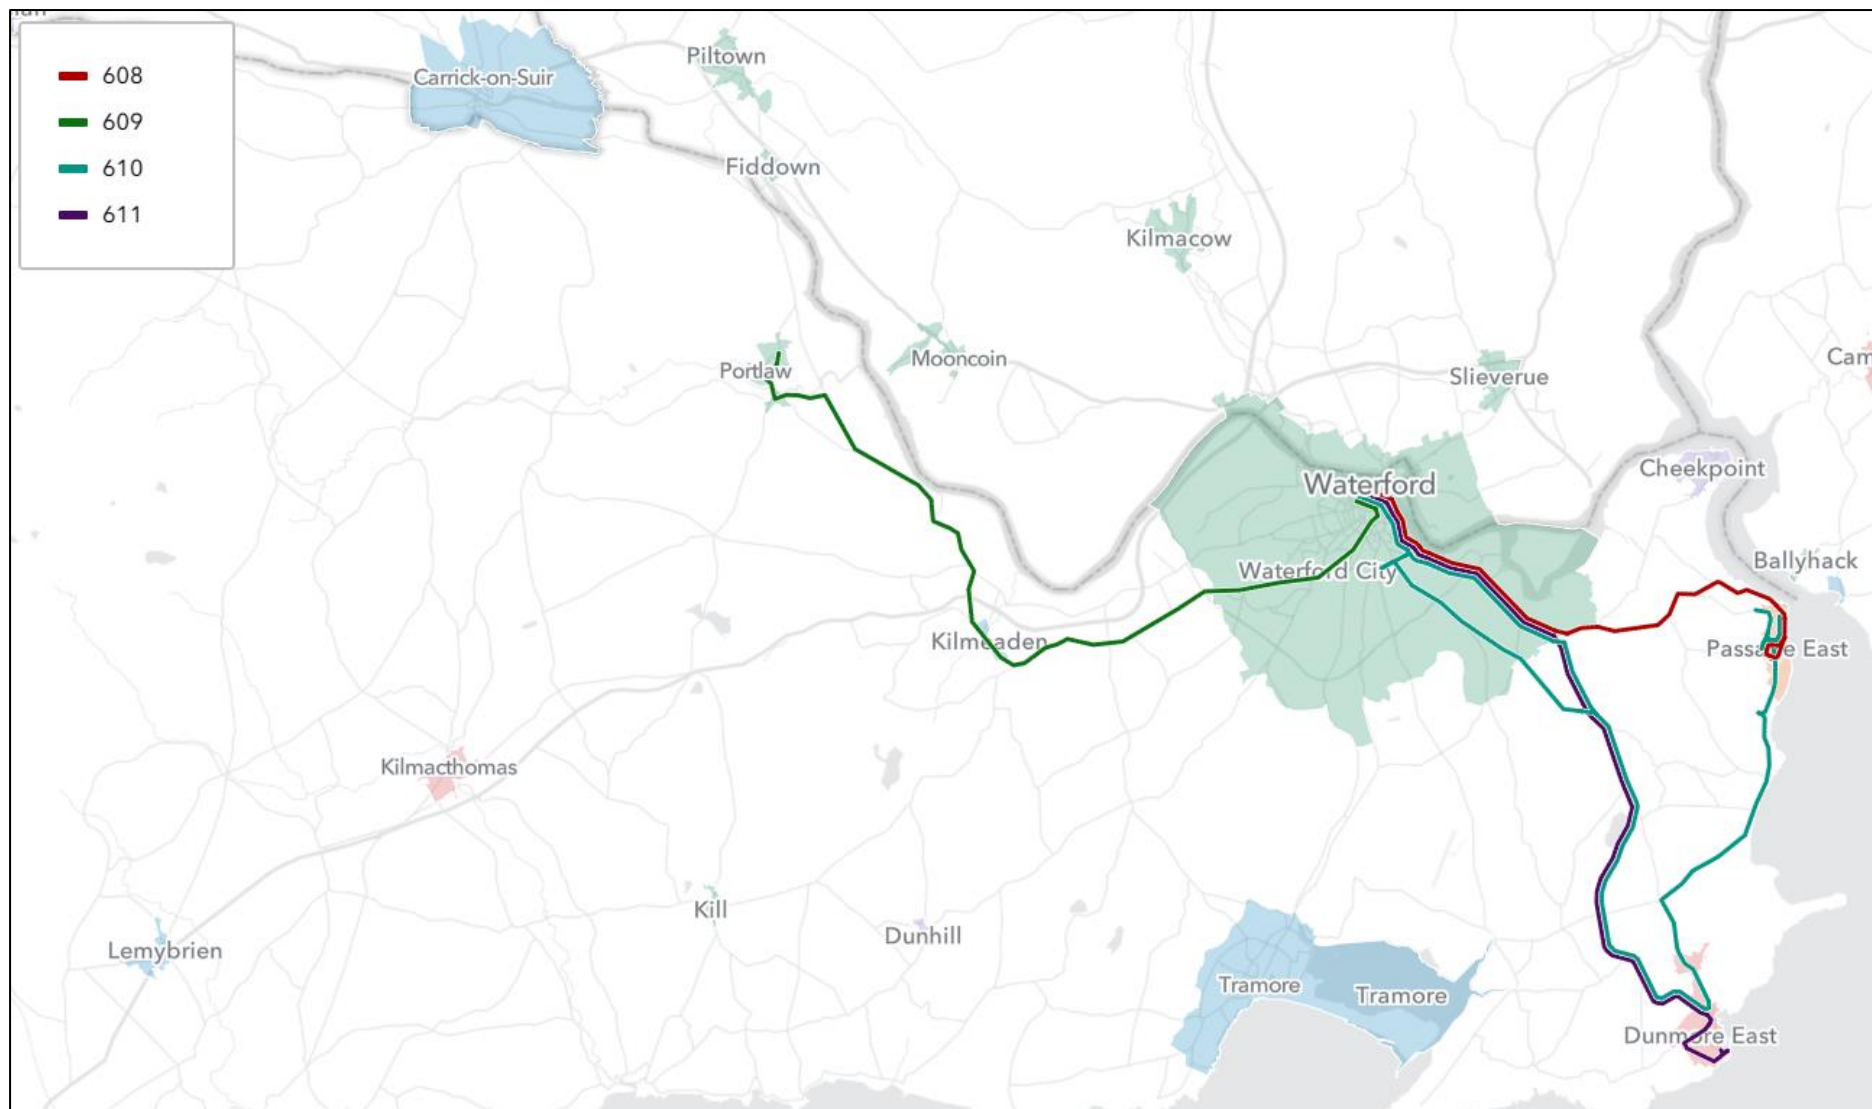 608
609
610
611
Carrick-on-Suir
Piltown
Fiddown
Kilmacow
Portlaw
Mooncoin
Slieverue
Cam
Waterford
Cheekpoint
Waterford City
Ballyhack
Kilmeaden
Passage East
Kilmacthomas
Kill
Dunhill
Lemybrien
Tramore
Tramore
Dunmore East